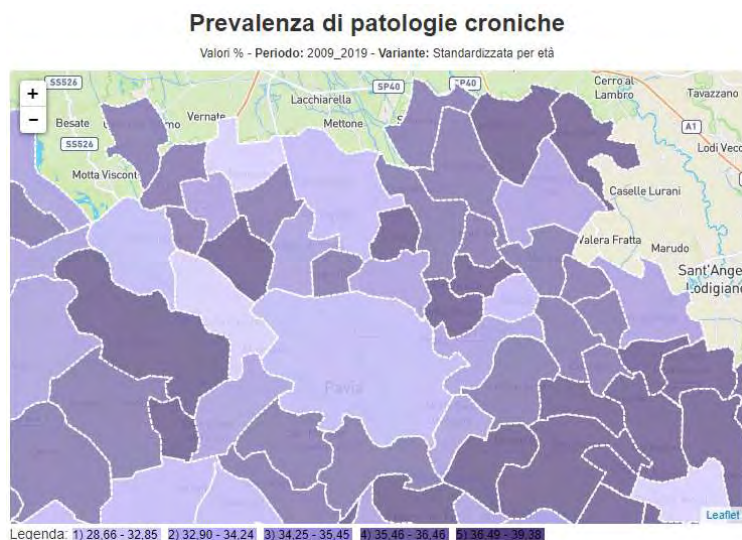 Prevalenza di patologie croniche
Valori % - Periodo: 2009_2019 - Variante: Standardizzata per età
+
−
SS526
SP40
SP40
Cerro al
Lambro
Tavazzano
Lacchiarella
Besate
Vernate
Mettone
A1
SS526
Lodi Vecc
Motta Visconti
Caselle Lurani
Valera Fratta
Marudo
Sant'Angel
Lodigiano
Pavia
Leaflet
Legenda: 1) 28.66 - 32.85 2) 32.90 - 34.24 3) 34.25 - 35.45 4) 35.46 - 36.46 5) 36.49 - 39.38